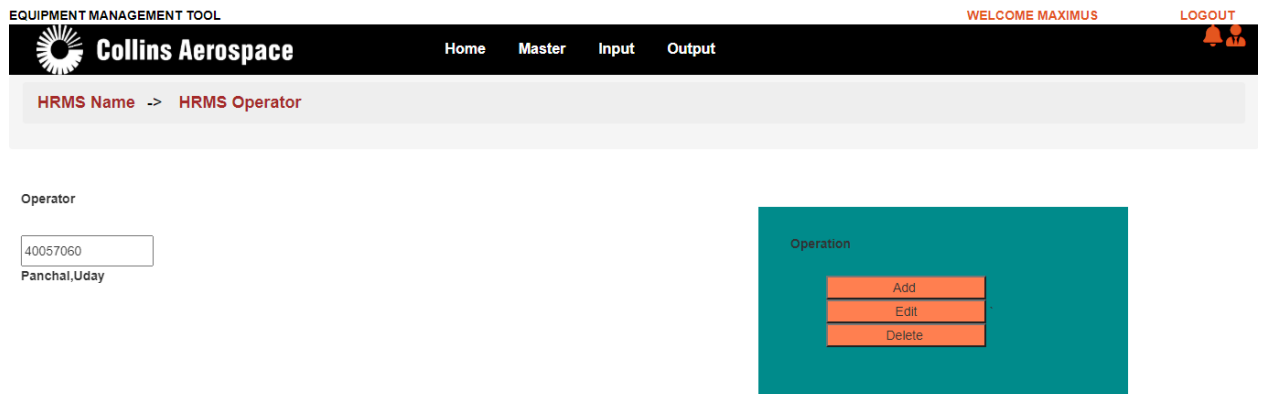 EQUIPMENT MANAGEMENT TOOL WELCOME MAXIMUS LOGOUT
Collins Aerospace Home Master Input Output
HRMS Name -> HRMS Operator
Operator
40057060
Panchal,Uday
Operation
Add
Edit
Delete